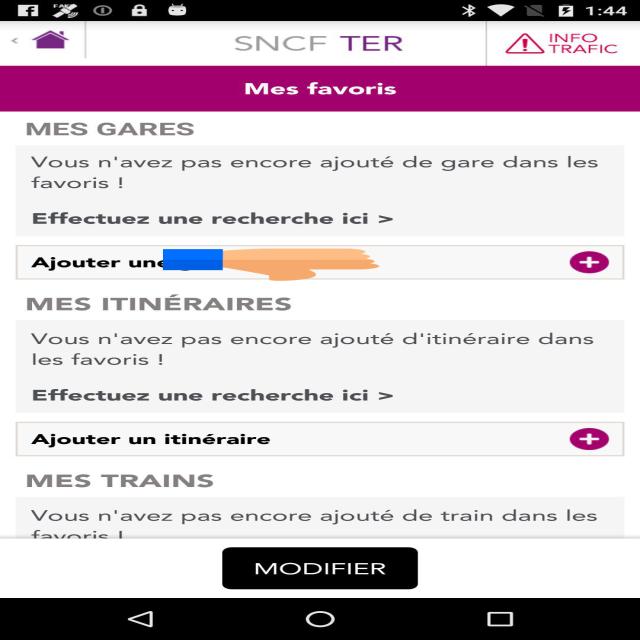 1:44
SNCF TER
INFO
TRAFIC
Mes favoris
MES GARES
Vous n'avez pas encore ajouté de gare dans les
favoris !
Effectuez une recherche ici >
Ajouter une
MES ITINÉRAIRES
Vous n'avez pas encore ajouté d'itinéraire dans
les favoris !
Effectuez une recherche ici >
Ajouter un itinéraire
MES TRAINS
Vous n'avez pas encore ajouté de train dans les
favoris !
MODIFIER